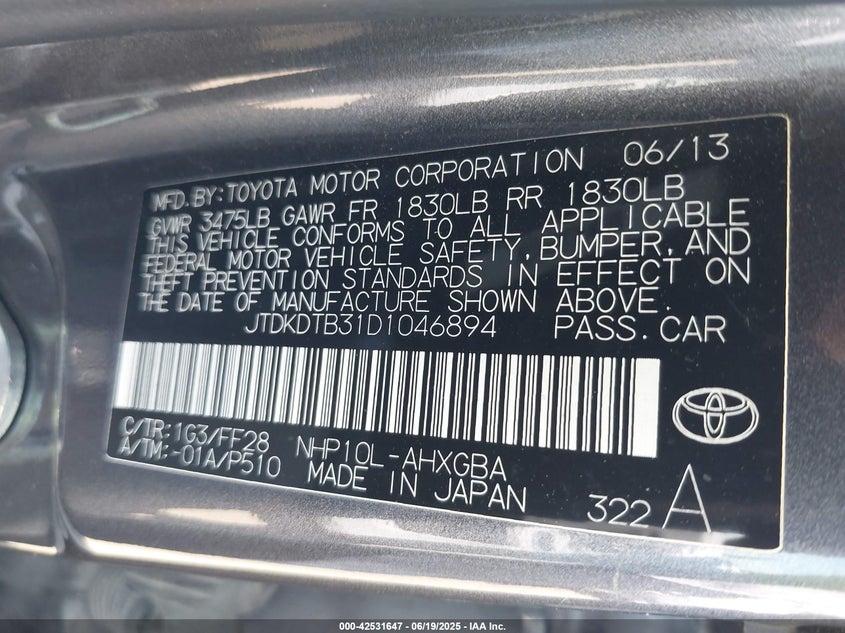 MFD.BY:TOYOTA MOTOR CORPORATION 06/13
GVWR 3475LB GAWR FR 1830LB RR 1830LB
THIS VEHICLE CONFORMS TO ALL APPLICABLE
FEDERAL MOTOR VEHICLE SAFETY, BUMPER, AND
THEFT PREVENTION STANDARDS IN EFFECT ON
THE DATE OF MANUFACTURE SHOWN ABOVE.
JTDKDTB31D1046894 PASS.CAR
C/TR:1G3/FF28 NHP10L-AHXGBA
A/TM:-01A/P510 MADE IN JAPAN
322 A
000-42531647 - 06/19/2025 - IAA Inc.